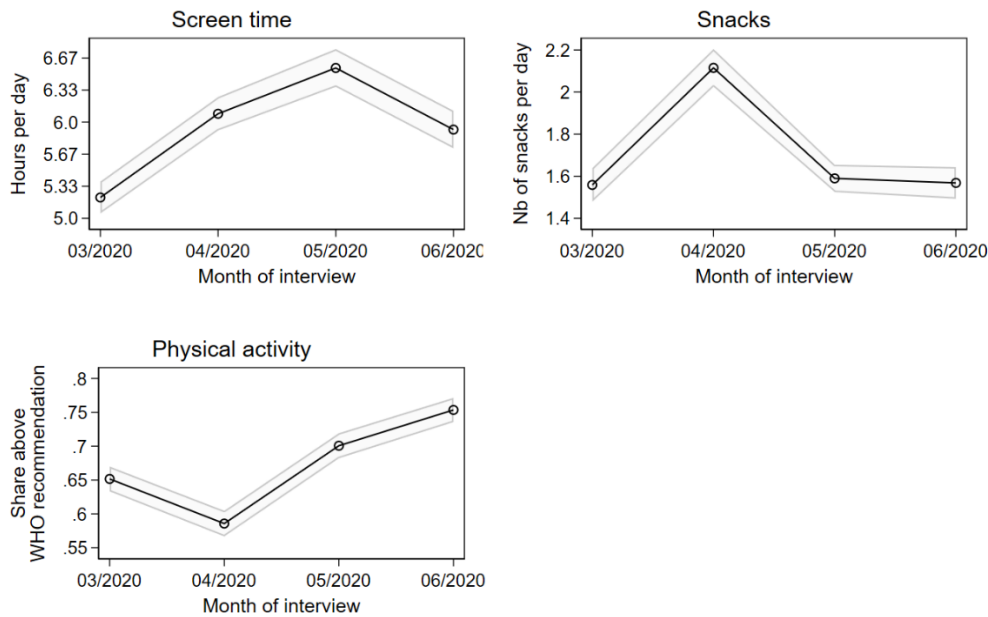 Screen time
Hours per day
6.67
6.33
6.0
5.67
5.33
5.0
03/2020 04/2020 05/2020 06/2020
Month of interview
Snacks
Nb of snacks per day
2.2
2
1.8
1.6
1.4
03/2020 04/2020 05/2020 06/2020
Month of interview
Physical activity
Share above
WHO recommendation
.8
.75
.7
.65
.6
.55
03/2020 04/2020 05/2020 06/2020
Month of interview